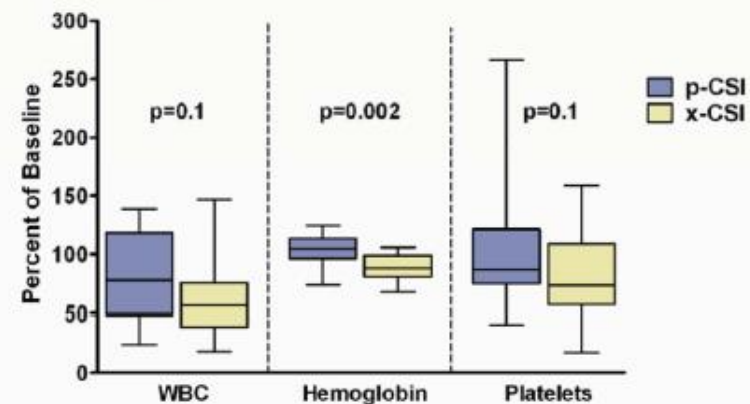 300
250
200
150
100
50
0
Percent of Baseline
p=0.1
p=0.002
p=0.1
p-CSI
x-CSI
WBC
Hemoglobin
Platelets